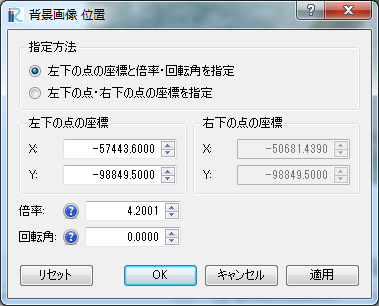 背景画像 位置
指定方法
左下の点の座標と倍率・回転角を指定
左下の点・右下の点の座標を指定
左下の点の座標
X: -57443.6000
Y: -98849.5000
右下の点の座標
X: -50681.4390
Y: -98849.5000
倍率: 4.2001
回転角: 0.0000
リセット OK キャンセル 適用